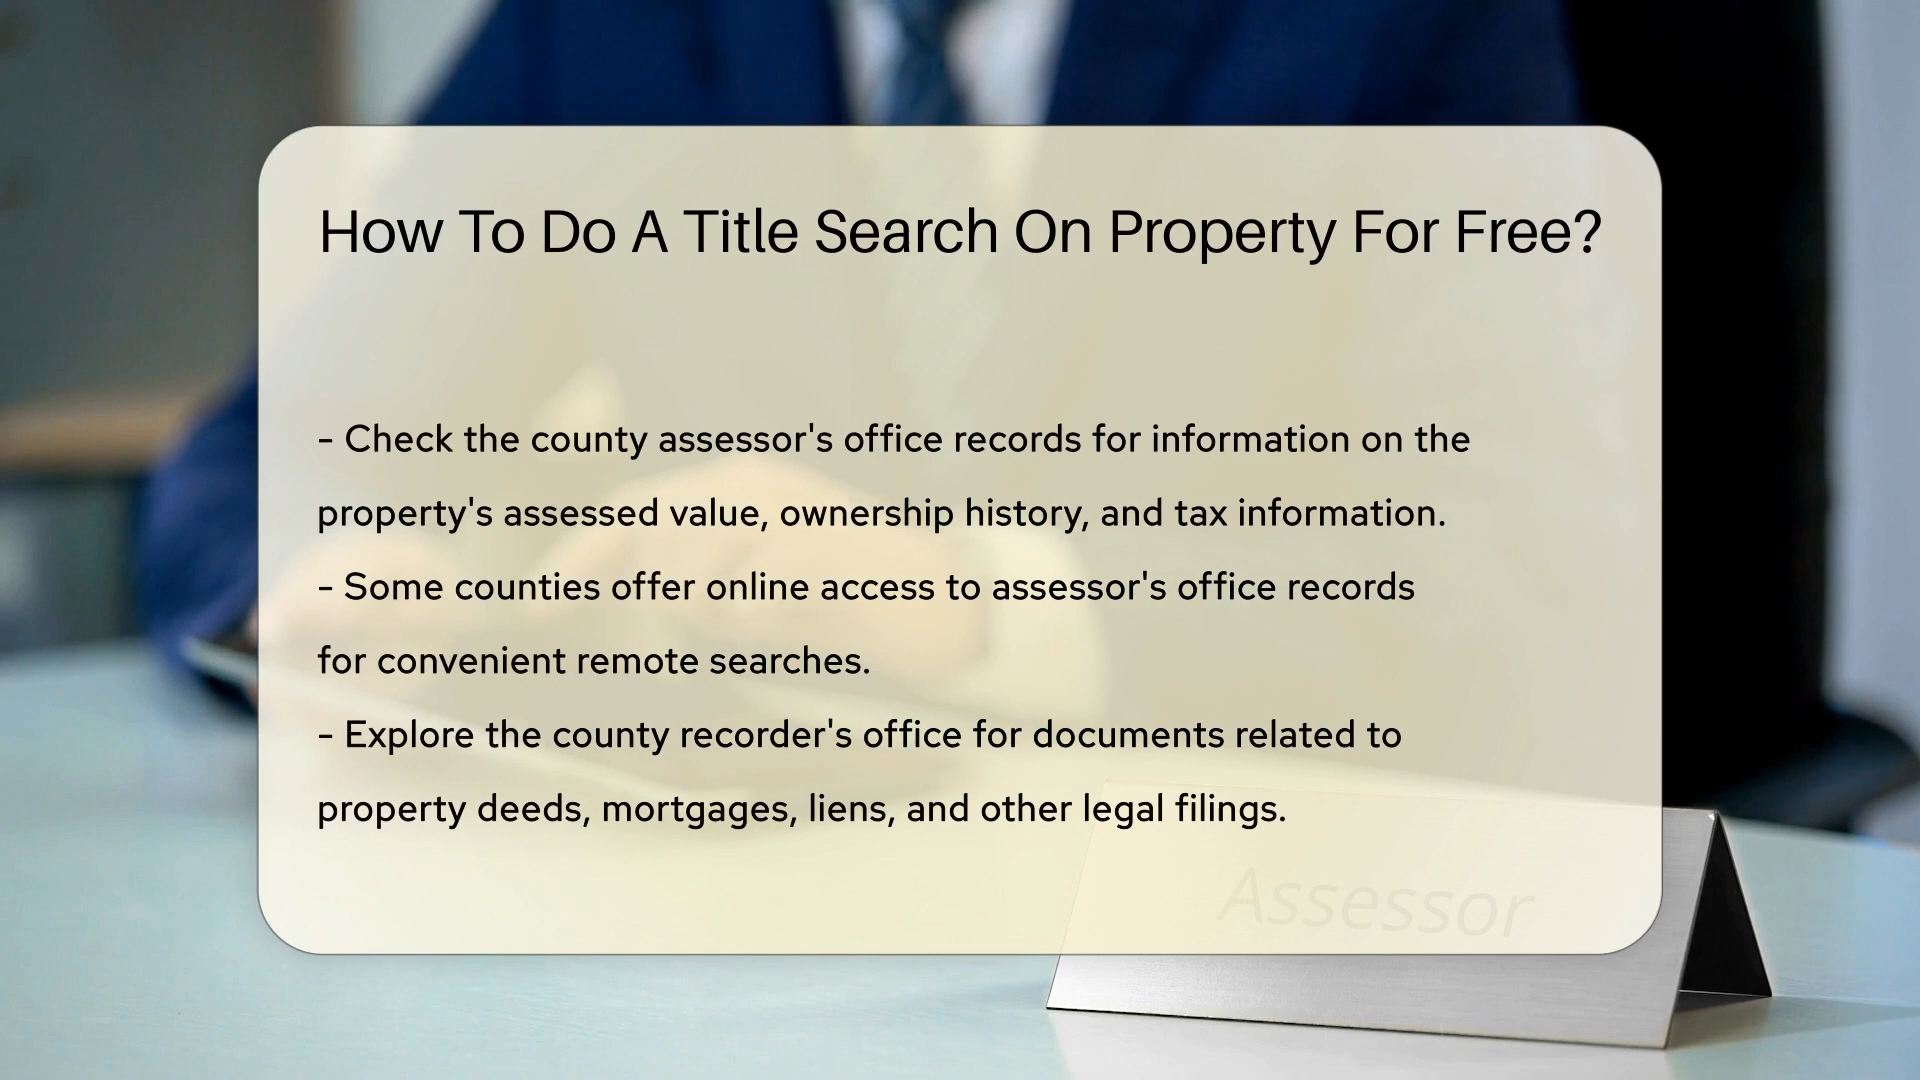 How To Do A Title Search On Property For Free?
- Check the county assessor's office records for information on the
property's assessed value, ownership history, and tax information.
- Some counties offer online access to assessor's office records
for convenient remote searches.
- Explore the county recorder's office for documents related to
property deeds, mortgages, liens, and other legal filings.
Assessor